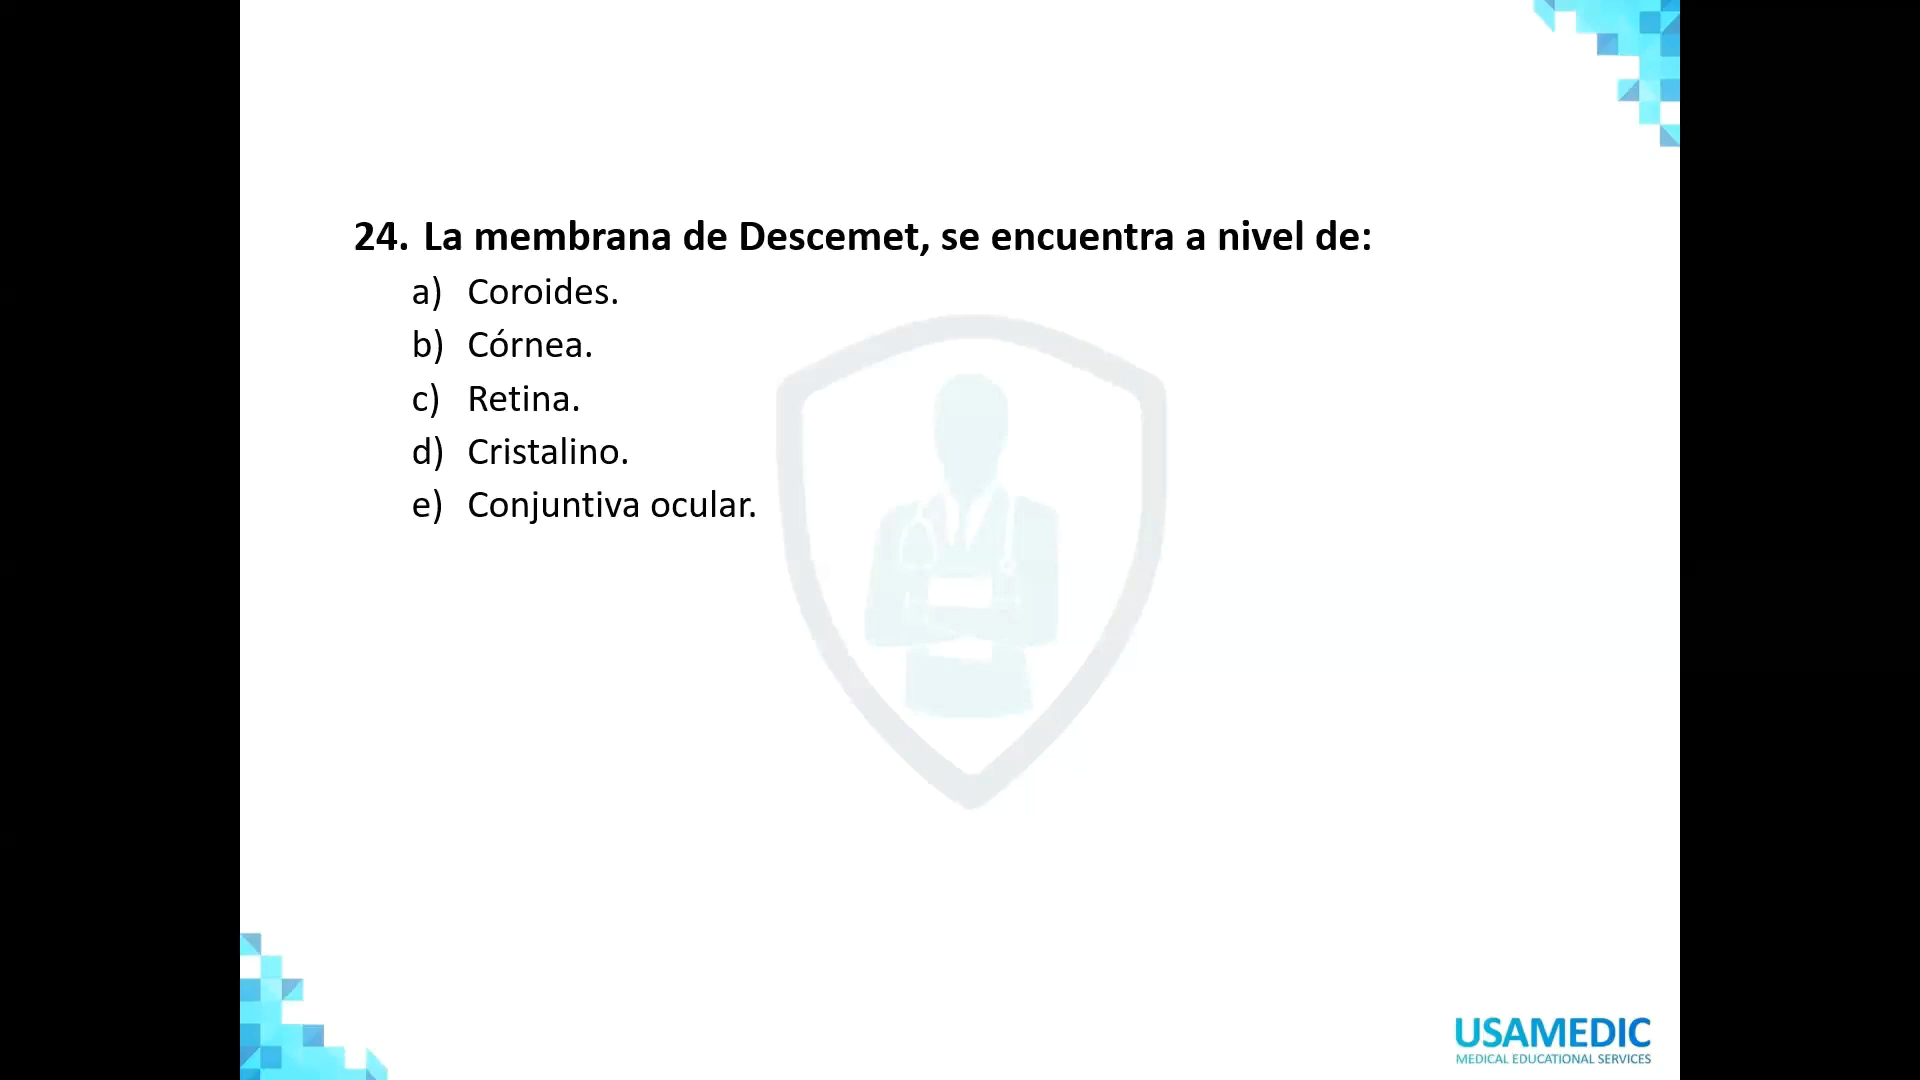 24. La membrana de Descemet, se encuentra a nivel de:
a) Coroides.
b) Córnea.
c) Retina.
d) Cristalino.
e) Conjuntiva ocular.
USAMEDIC
MEDICAL EDUCATIONAL SERVICES